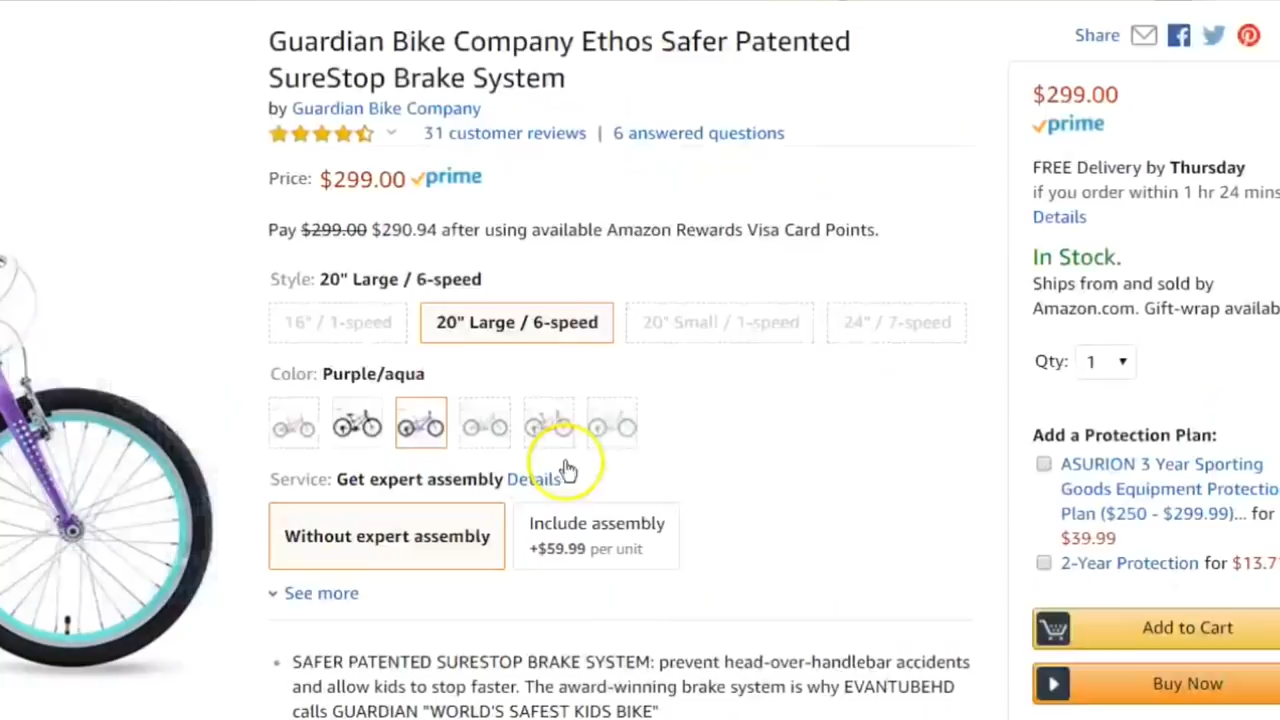 Guardian Bike Company Ethos Safer Patented
SureStop Brake System
by Guardian Bike Company
31 customer reviews | 6 answered questions
Price: $299.00 prime
Pay $299.00 $290.94 after using available Amazon Rewards Visa Card Points.
Style: 20" Large / 6-speed
16" / 1-speed
20" Large / 6-speed
20" Small / 1-speed
24" / 7-speed
Color: Purple/aqua
Service: Get expert assembly Details
Without expert assembly
Include assembly
+$59.99 per unit
See more
• SAFER PATENTED SURESTOP BRAKE SYSTEM: prevent head-over-handlebar accidents
and allow kids to stop faster. The award-winning brake system is why EVANTUBEHD
calls GUARDIAN "WORLD'S SAFEST KIDS BIKE"
Share
$299.00
prime
FREE Delivery by Thursday
if you order within 1 hr 24 mins
Details
In Stock.
Ships from and sold by
Amazon.com. Gift-wrap availab
Qty: 1
Add a Protection Plan:
ASURION 3 Year Sporting
Goods Equipment Protectio
Plan ($250 - $299.99)... for
$39.99
2-Year Protection for $13.7
Add to Cart
Buy Now